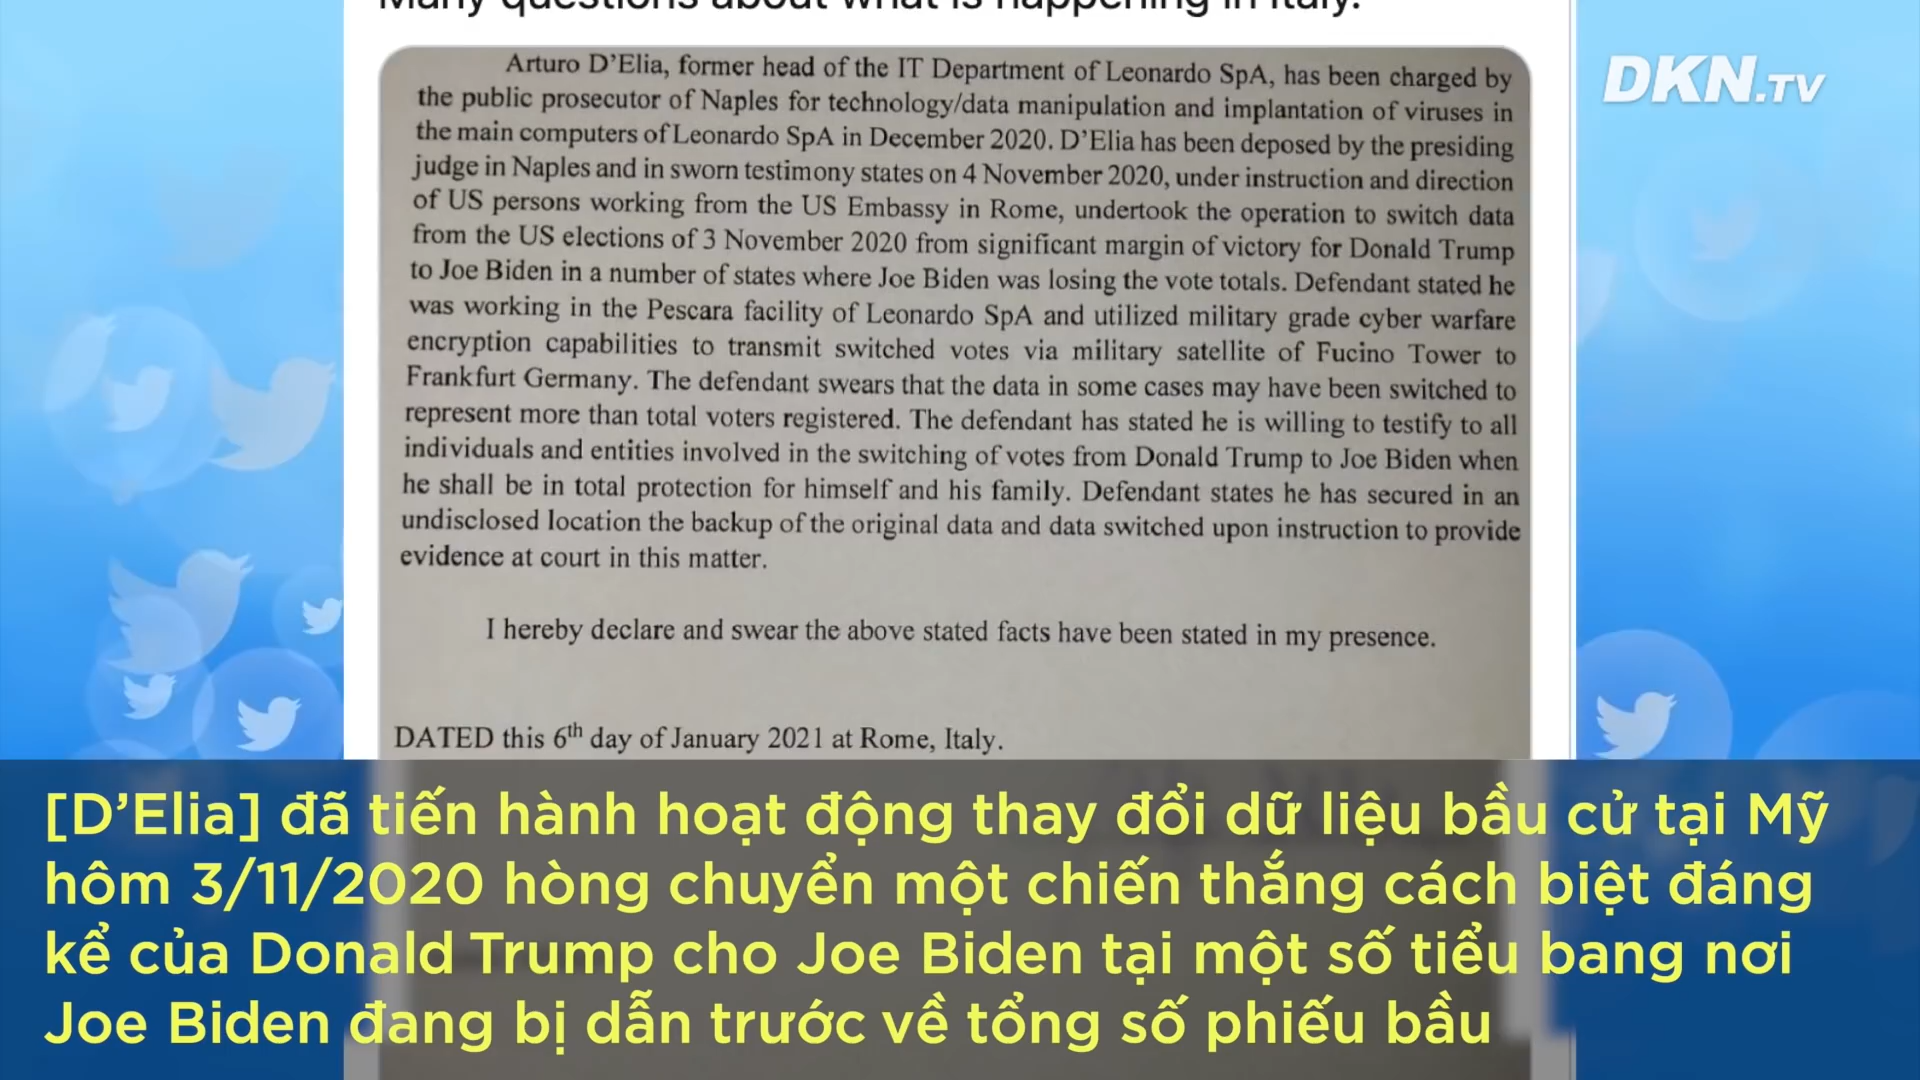 Many questions about what is happening in Italy.
DKN.TV
Arturo D'Elia, former head of the IT Department of Leonardo SpA, has been charged by
the public prosecutor of Naples for technology/data manipulation and implantation of viruses in
the main computers of Leonardo SpA in December 2020. D'Elia has been deposed by the presiding
judge in Naples and in sworn testimony states on 4 November 2020, under instruction and direction
of US persons working from the US Embassy in Rome, undertook the operation to switch data
from the US elections of 3 November 2020 from significant margin of victory for Donald Trump
to Joe Biden in a number of states where Joe Biden was losing the vote totals. Defendant stated he
was working in the Pescara facility of Leonardo SpA and utilized military grade cyber warfare
encryption capabilities to transmit switched votes via military satellite of Fucino Tower to
Frankfurt Germany. The defendant swears that the data in some cases may have been switched to
represent more than total voters registered. The defendant has stated he is willing to testify to all
individuals and entities involved in the switching of votes from Donald Trump to Joe Biden when
he shall be in total protection for himself and his family. Defendant states he has secured in an
undisclosed location the backup of the original data and data switched upon instruction to provide
evidence at court in this matter.
I hereby declare and swear the above stated facts have been stated in my presence.
DATED this 6th day of January 2021 at Rome, Italy.
[D'Elia] đã tiến hành hoạt động thay đổi dữ liệu bầu cử tại Mỹ
hôm 3/11/2020 hòng chuyển một chiến thắng cách biệt đáng
kể của Donald Trump cho Joe Biden tại một số tiểu bang nơi
Joe Biden đang bị dẫn trước về tổng số phiếu bầu